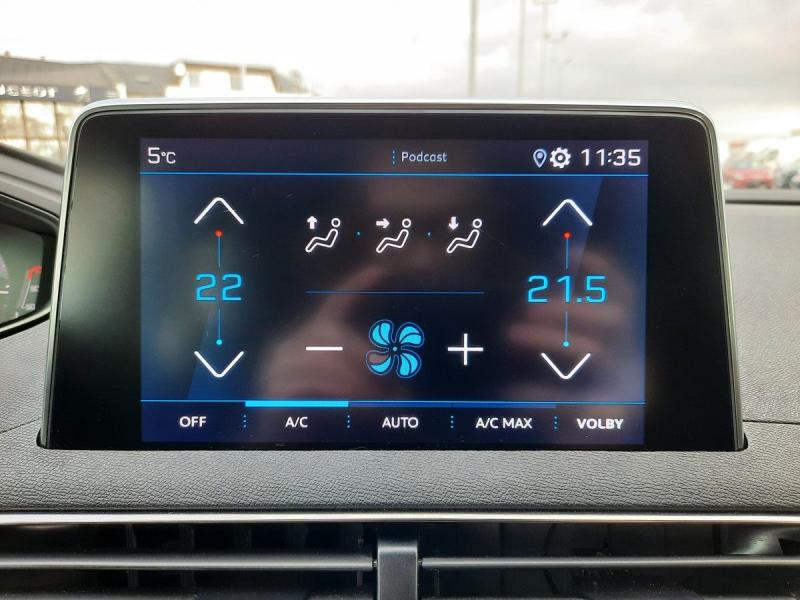 5°C Podcast 11:35
22 21.5
OFF A/C AUTO A/C MAX VOLBY